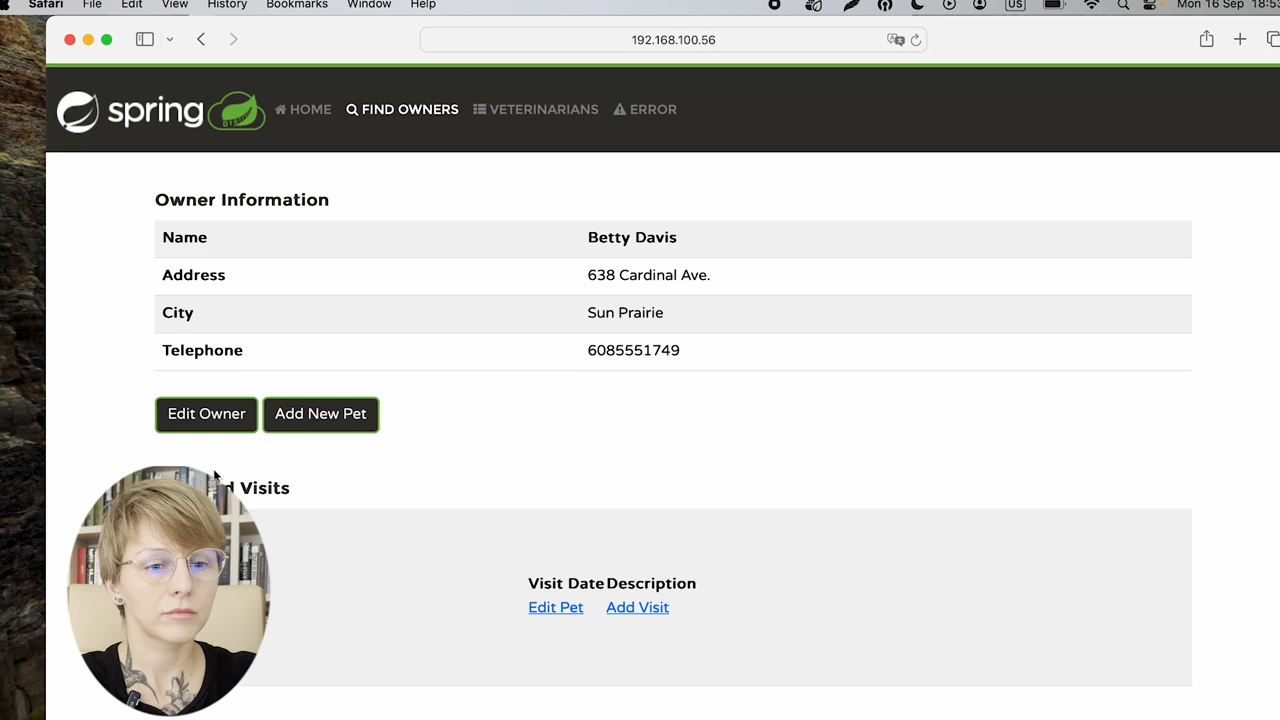 Safari File Edit View History Bookmarks Window Help US Mon 16 Sep 18:53
192.168.100.56
spring HOME FIND OWNERS VETERINARIANS ERROR
Owner Information
Name Betty Davis
Address 638 Cardinal Ave.
City Sun Prairie
Telephone 6085551749
Edit Owner Add New Pet
Visits
Visit Date Description
Edit Pet Add Visit